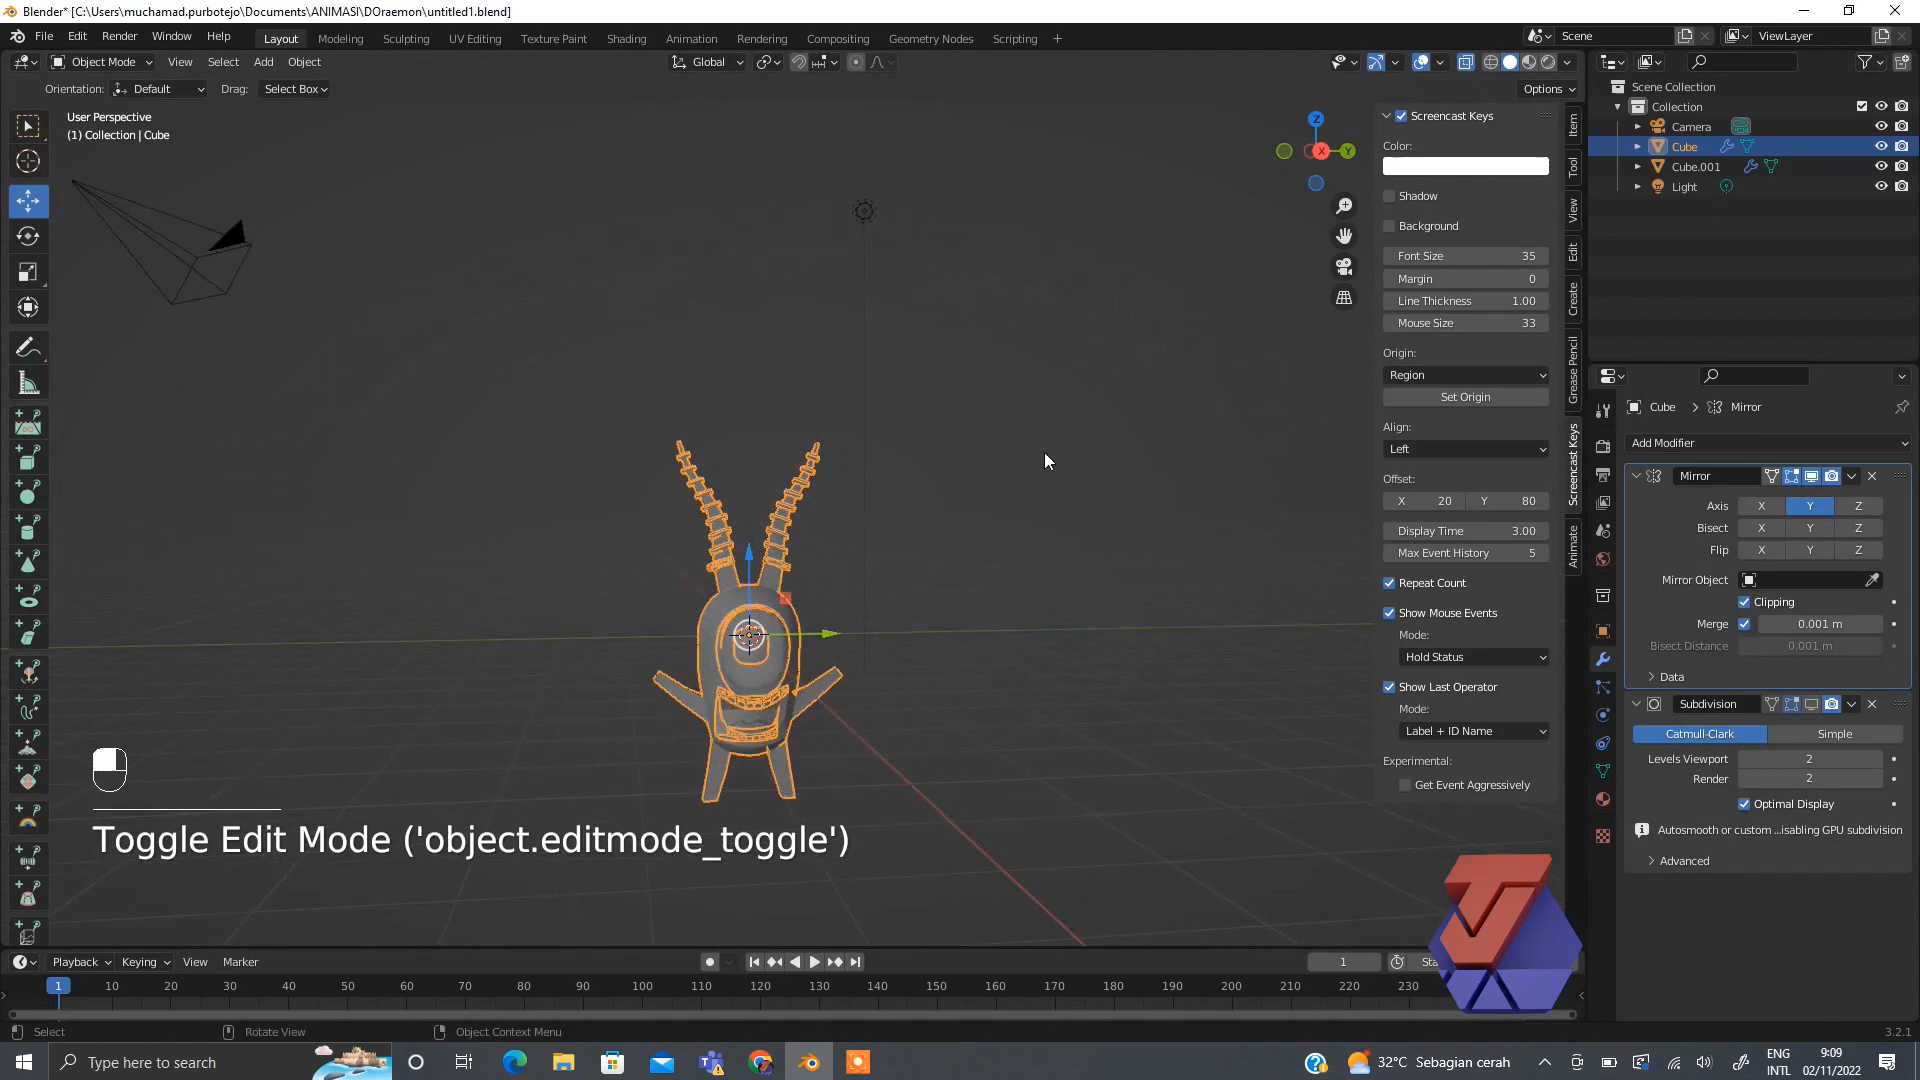 Blender* [C:\Users\muchamad.purbotejo\Documents\ANIMASI\DOraemon\untitled1.blend]
File Edit Render Window Help Layout Modeling Sculpting UV Editing Texture Paint Shading Animation Rendering Compositing Geometry Nodes Scripting + Scene ViewLayer
Object Mode View Select Add Object Global
Orientation: Default Drag: Select Box Options
User Perspective
(1) Collection | Cube
Z
X
Y
Screencast Keys
Color:
Shadow
Background
Font Size 35
Margin 0
Line Thickness 1.00
Mouse Size 33
Origin:
Region
Set Origin
Align:
Left
Offset:
X 20 Y 80
Display Time 3.00
Max Event History 5
Repeat Count
Show Mouse Events
Mode:
Hold Status
Show Last Operator
Mode:
Label + ID Name
Experimental:
Get Event Aggressively
Item
Tool
View
Edit
Create
Grease Pencil
Screencast Keys
Animate
Scene Collection
Collection
Camera
Cube
Cube.001
Light
Cube > Mirror
Add Modifier
Mirror
Axis X Y Z
Bisect X Y Z
Flip X Y Z
Mirror Object
Clipping
Merge 0.001 m
Bisect Distance 0.001 m
Data
Subdivision
Catmull-Clark Simple
Levels Viewport 2
Render 2
Optimal Display
Autosmooth or custom ...isabling GPU subdivision
Advanced
Toggle Edit Mode ('object.editmode_toggle')
Playback Keying View Marker 1 Sta
1 10 20 30 40 50 60 70 80 90 100 110 120 130 140 150 160 170 180 190 200 210 220 230
Select Rotate View Object Context Menu 3.2.1
Type here to search 32°C Sebagian cerah ENG 9:09
INTL 02/11/2022